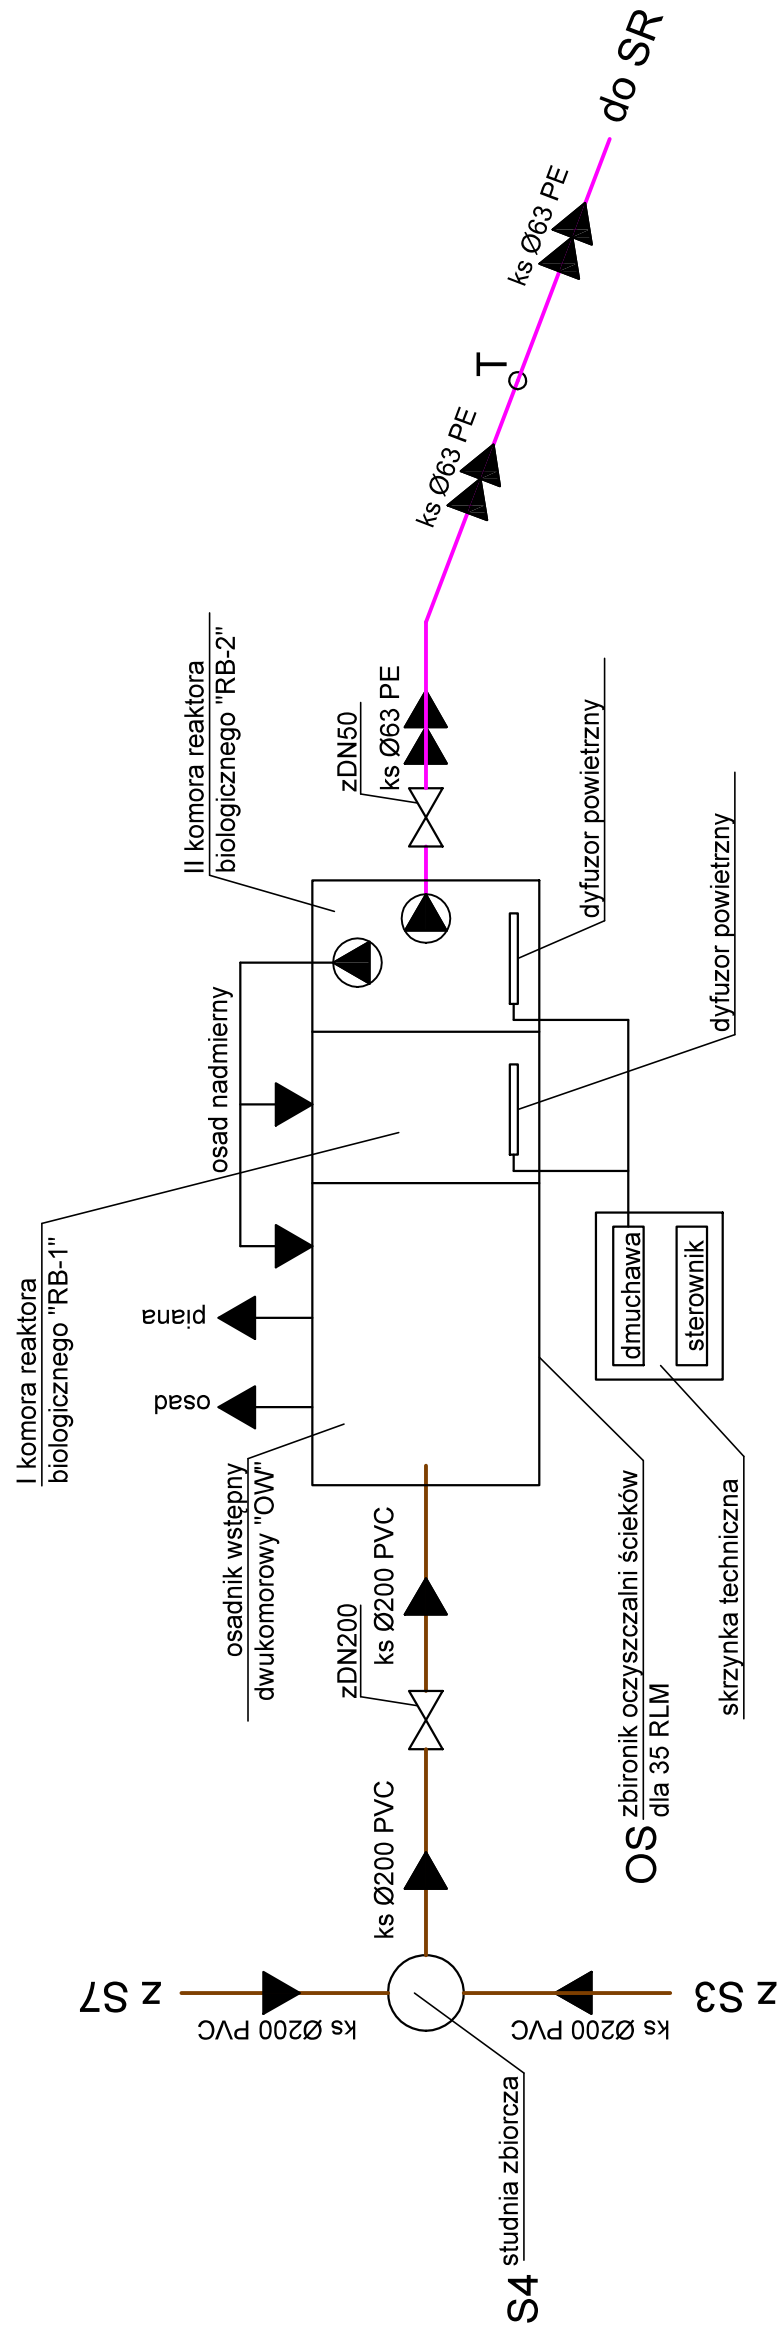 z S7
ks Ø200 PVC
z S3
ks Ø200 PVC
S4 studnia zbiorcza
ks Ø200 PVC
zDN200
ks Ø200 PVC
osadnik wstępny
dwukomorowy "OW"
osad
piana
I komora reaktora
biologicznego "RB-1"
osad nadmierny
II komora reaktora
biologicznego "RB-2"
OS zbironik oczyszczalni ścieków
dla 35 RLM
skrzynka techniczna
dmuchawa
sterownik
dyfuzor powietrzny
dyfuzor powietrzny
zDN50
ks Ø63 PE
ks Ø63 PE
T
ks Ø63 PE
do SR